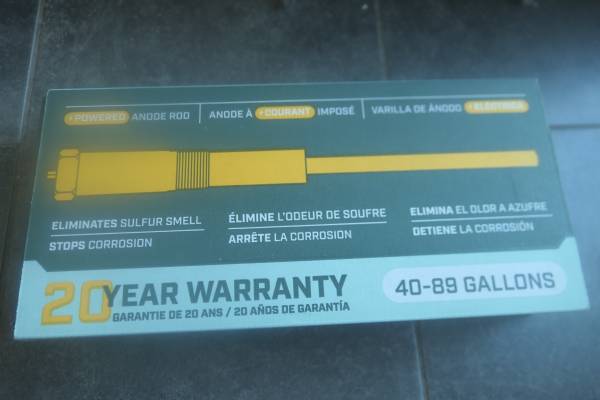 +POWERED ANODE ROD
ANODE À +COURANT IMPOSÉ
VARILLA DE ÁNODO +ELÉCTRICA
ELIMINATES SULFUR SMELL
STOPS CORROSION
ÉLIMINE L'ODEUR DE SOUFRE
ARRÊTE LA CORROSION
ELIMINA EL OLOR A AZUFRE
DETIENE LA CORROSIÓN
20 YEAR WARRANTY
GARANTIE DE 20 ANS / 20 AÑOS DE GARANTÍA
40-89 GALLONS